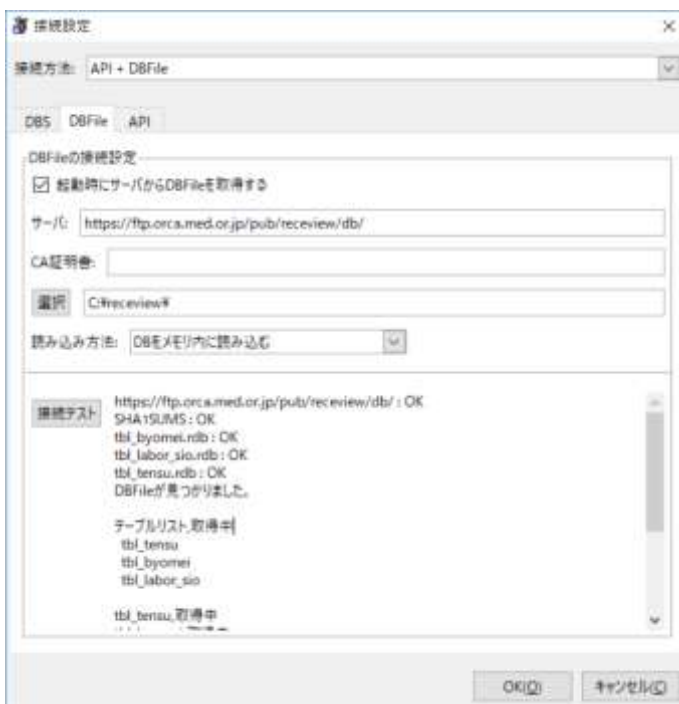 接続設定
接続方法: API + DBFile
DBS DBFile API
DBFileの接続設定
起動時にサーバからDBFileを取得する
サーバ: https://ftp.orca.med.or.jp/pub/receview/db/
CA証明書:
選択 C:¥receview¥
読み込み方法: DBをメモリ内に読み込む
接続テスト
https://ftp.orca.med.or.jp/pub/receview/db/ : OK
SHA1SUMS : OK
tbl_byomei.rdb : OK
tbl_labor_sio.rdb : OK
tbl_tensu.rdb : OK
DBFileが見つかりました。
テーブルリスト,取得中
tbl_tensu
tbl_byomei
tbl_labor_sio
tbl_tensu,取得中
OK(O) キャンセル(C)